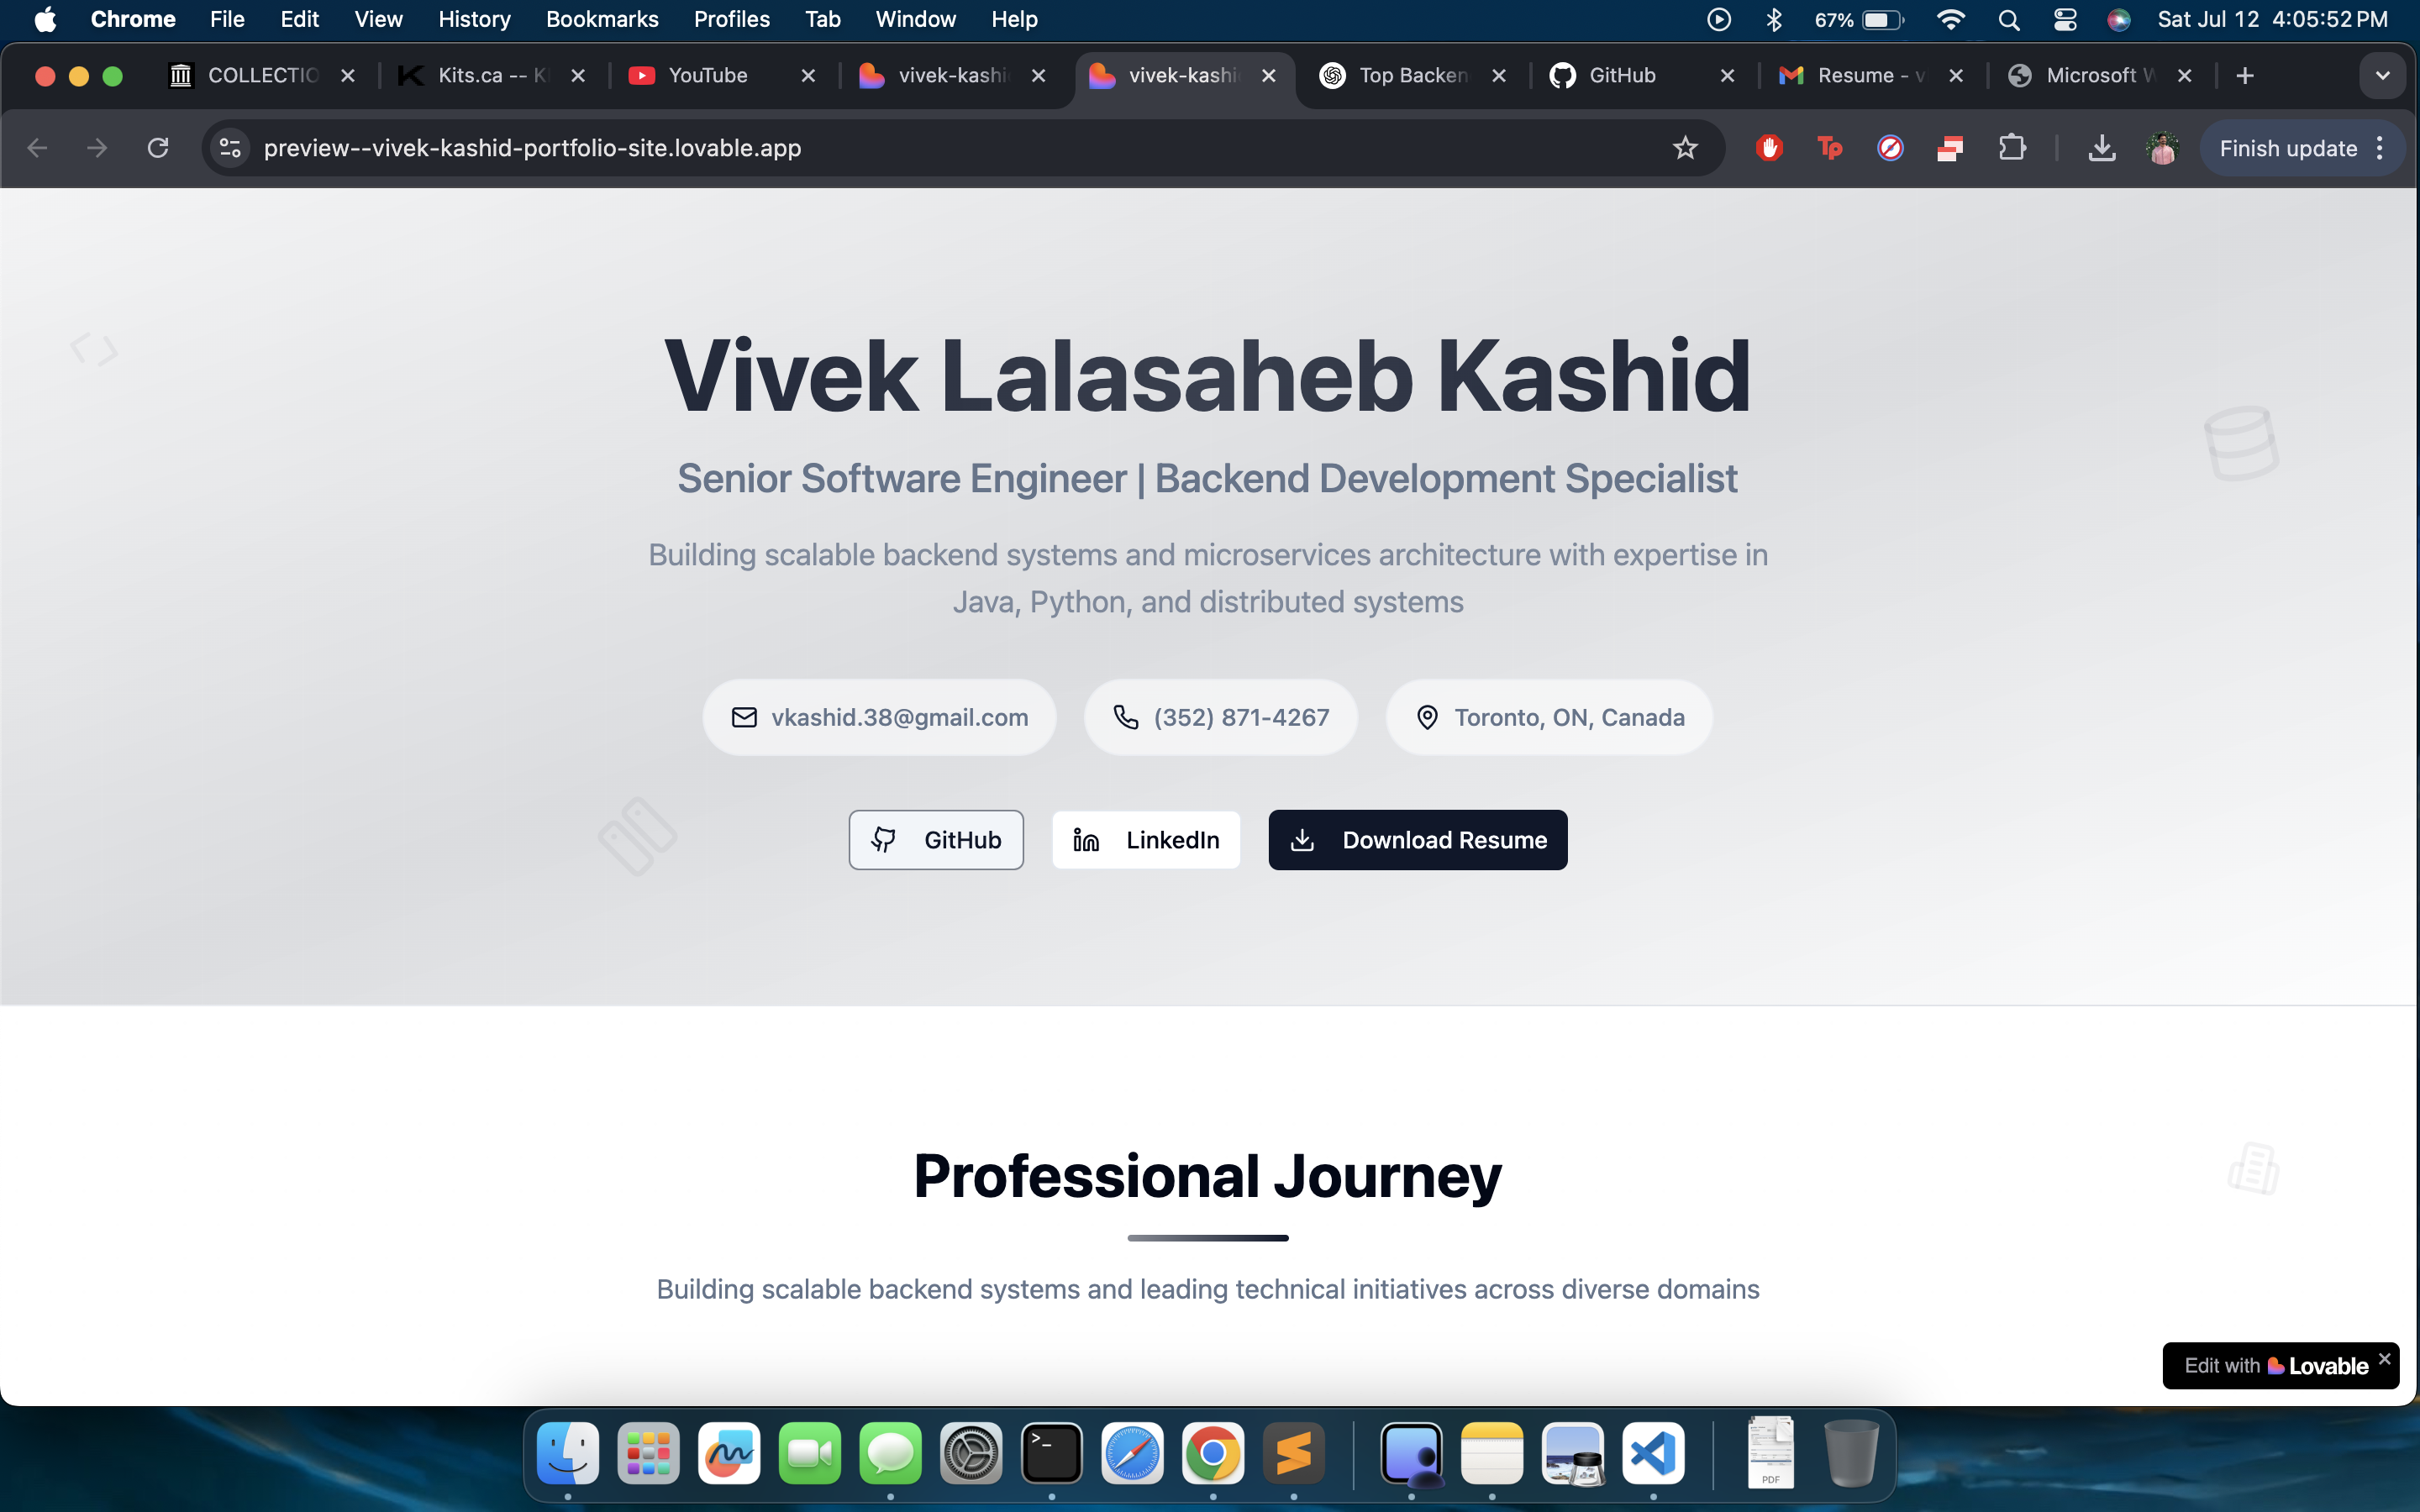 Chrome File Edit View History Bookmarks Profiles Tab Window Help 67% Sat Jul 12 4:05:52 PM
COLLECTIO Kits.ca -- K YouTube vivek-kashi vivek-kashi Top Backen GitHub Resume - v Microsoft W
preview--vivek-kashid-portfolio-site.lovable.app Tp Finish update
Vivek Lalasaheb Kashid
Senior Software Engineer | Backend Development Specialist
Building scalable backend systems and microservices architecture with expertise in
Java, Python, and distributed systems
vkashid.38@gmail.com (352) 871-4267 Toronto, ON, Canada
GitHub LinkedIn Download Resume
Professional Journey
Building scalable backend systems and leading technical initiatives across diverse domains
Edit with Lovable
PDF